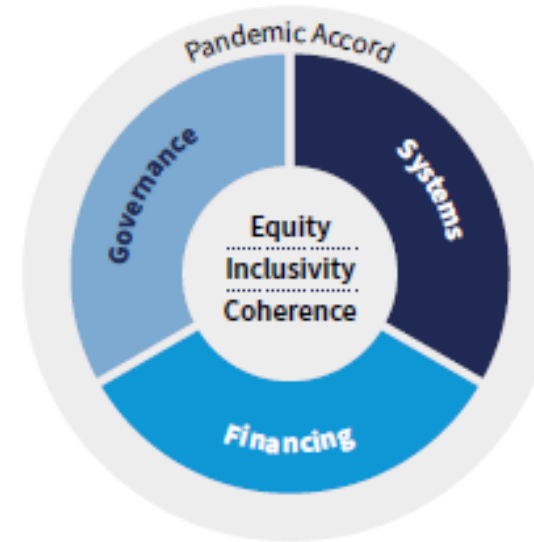 Pandemic Accord
Governance
Systems
Equity
Inclusivity
Coherence
Financing